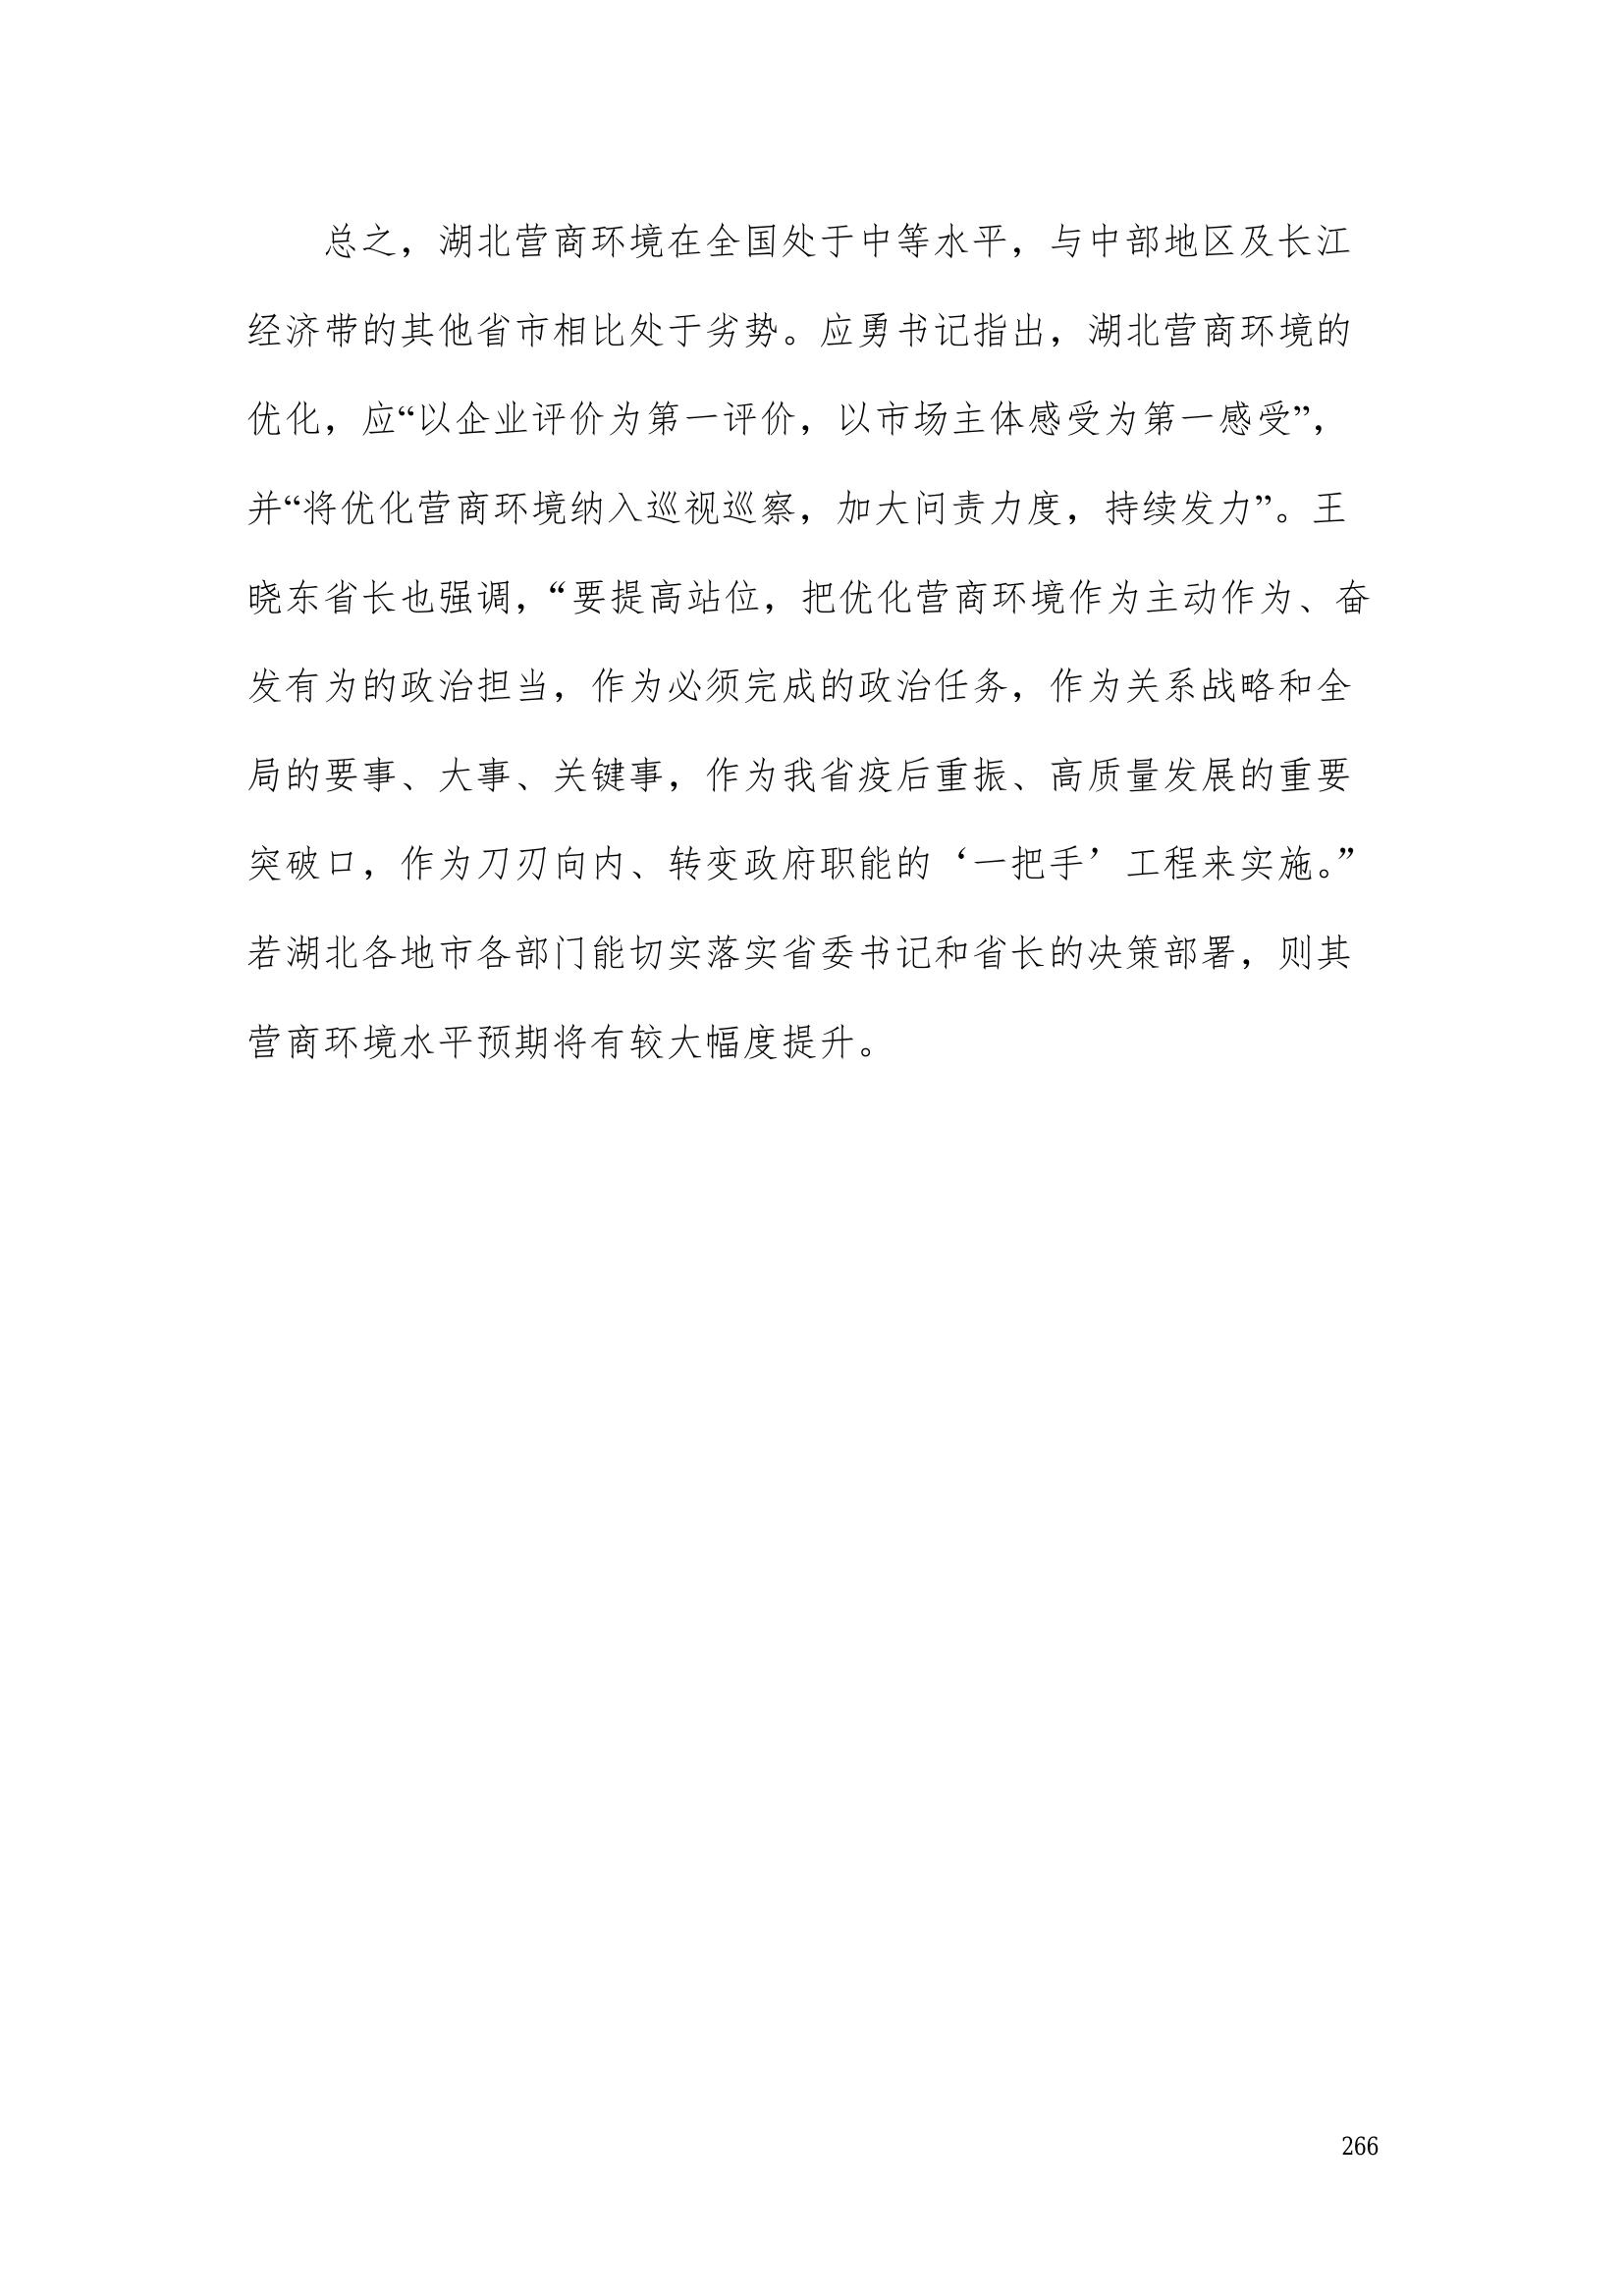 总之，湖北营商环境在全国处于中等水平，与中部地区及长江
经济带的其他省市相比处于劣势。应勇书记指出，湖北营商环境的
优化，应“以企业评价为第一评价，以市场主体感受为第一感受”，
并“将优化营商环境纳入巡视巡察，加大问责力度，持续发力”。王
晓东省长也强调，“要提高站位，把优化营商环境作为主动作为、奋
发有为的政治担当，作为必须完成的政治任务，作为关系战略和全
局的要事、大事、关键事，作为我省疫后重振、高质量发展的重要
突破口，作为刀刃向内、转变政府职能的‘一把手’工程来实施。”
若湖北各地市各部门能切实落实省委书记和省长的决策部署，则其
营商环境水平预期将有较大幅度提升。
266